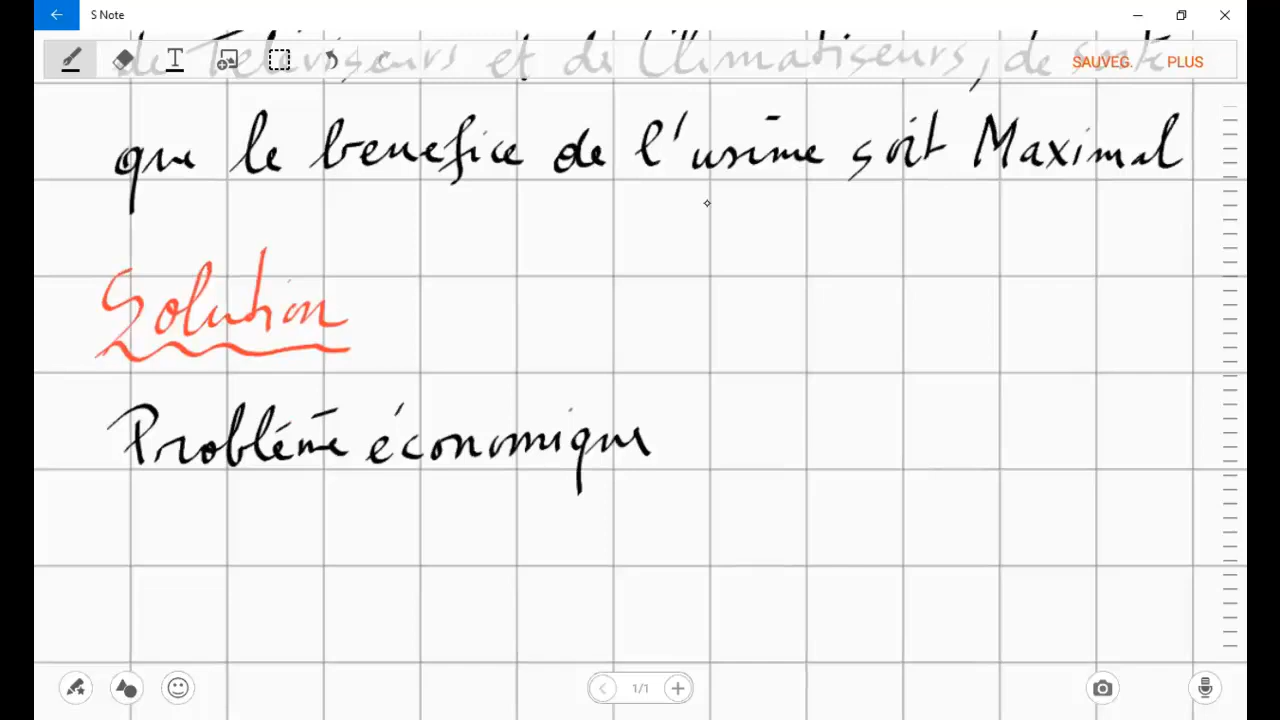 S Note
de Téléviseurs et de Climatiseurs, de sorte
SAUVEG. PLUS
que le benefice de l'usine soit Maximal
Solution
Probléme économique
1/1